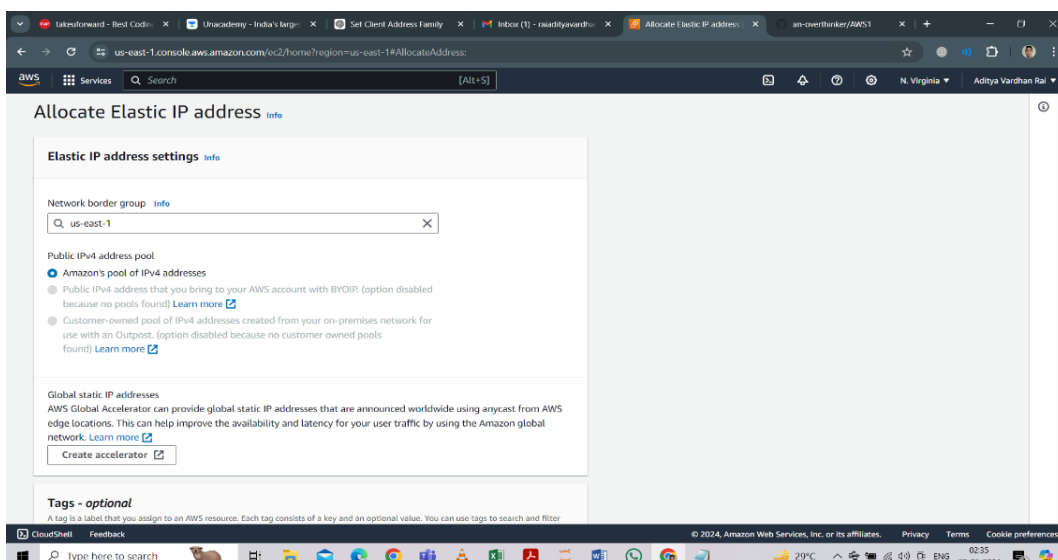 takeuforward - Best Codin
Unacademy - India's large
Set Client Address Family
Inbox (1) - raiadityavardha
Allocate Elastic IP address
an-overthinker/AWS1
us-east-1.console.aws.amazon.com/ec2/home?region=us-east-1#AllocateAddress:
aws Services Search [Alt+S] N. Virginia Aditya Vardhan Rai
Allocate Elastic IP address Info
Elastic IP address settings Info
Network border group Info
us-east-1
Public IPv4 address pool
Amazon's pool of IPv4 addresses
Public IPv4 address that you bring to your AWS account with BYOIP. (option disabled
because no pools found) Learn more
Customer-owned pool of IPv4 addresses created from your on-premises network for
use with an Outpost. (option disabled because no customer owned pools
found) Learn more
Global static IP addresses
AWS Global Accelerator can provide global static IP addresses that are announced worldwide using anycast from AWS
edge locations. This can help improve the availability and latency for your user traffic by using the Amazon global
network. Learn more
Create accelerator
Tags - optional
A tag is a label that you assign to an AWS resource. Each tag consists of a key and an optional value. You can use tags to search and filter
CloudShell Feedback © 2024, Amazon Web Services, Inc. or its affiliates. Privacy Terms Cookie preferences
Type here to search 29°C ENG 02:35